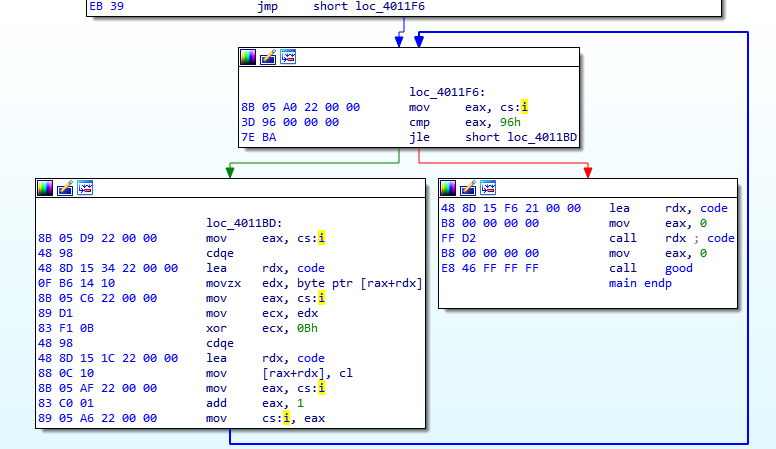 EB 39 jmp short loc_4011F6
loc_4011F6:
8B 05 A0 22 00 00 mov eax, cs:i
3D 96 00 00 00 cmp eax, 96h
7E BA jle short loc_4011BD
loc_4011BD:
8B 05 D9 22 00 00 mov eax, cs:i
48 98 cdqe
48 8D 15 34 22 00 00 lea rdx, code
0F B6 14 10 movzx edx, byte ptr [rax+rdx]
8B 05 C6 22 00 00 mov eax, cs:i
89 D1 mov ecx, edx
83 F1 0B xor ecx, 0Bh
48 98 cdqe
48 8D 15 1C 22 00 00 lea rdx, code
88 0C 10 mov [rax+rdx], cl
8B 05 AF 22 00 00 mov eax, cs:i
83 C0 01 add eax, 1
89 05 A6 22 00 00 mov cs:i, eax
48 8D 15 F6 21 00 00 lea rdx, code
B8 00 00 00 00 mov eax, 0
FF D2 call rdx ; code
B8 00 00 00 00 mov eax, 0
E8 46 FF FF FF call good
main endp